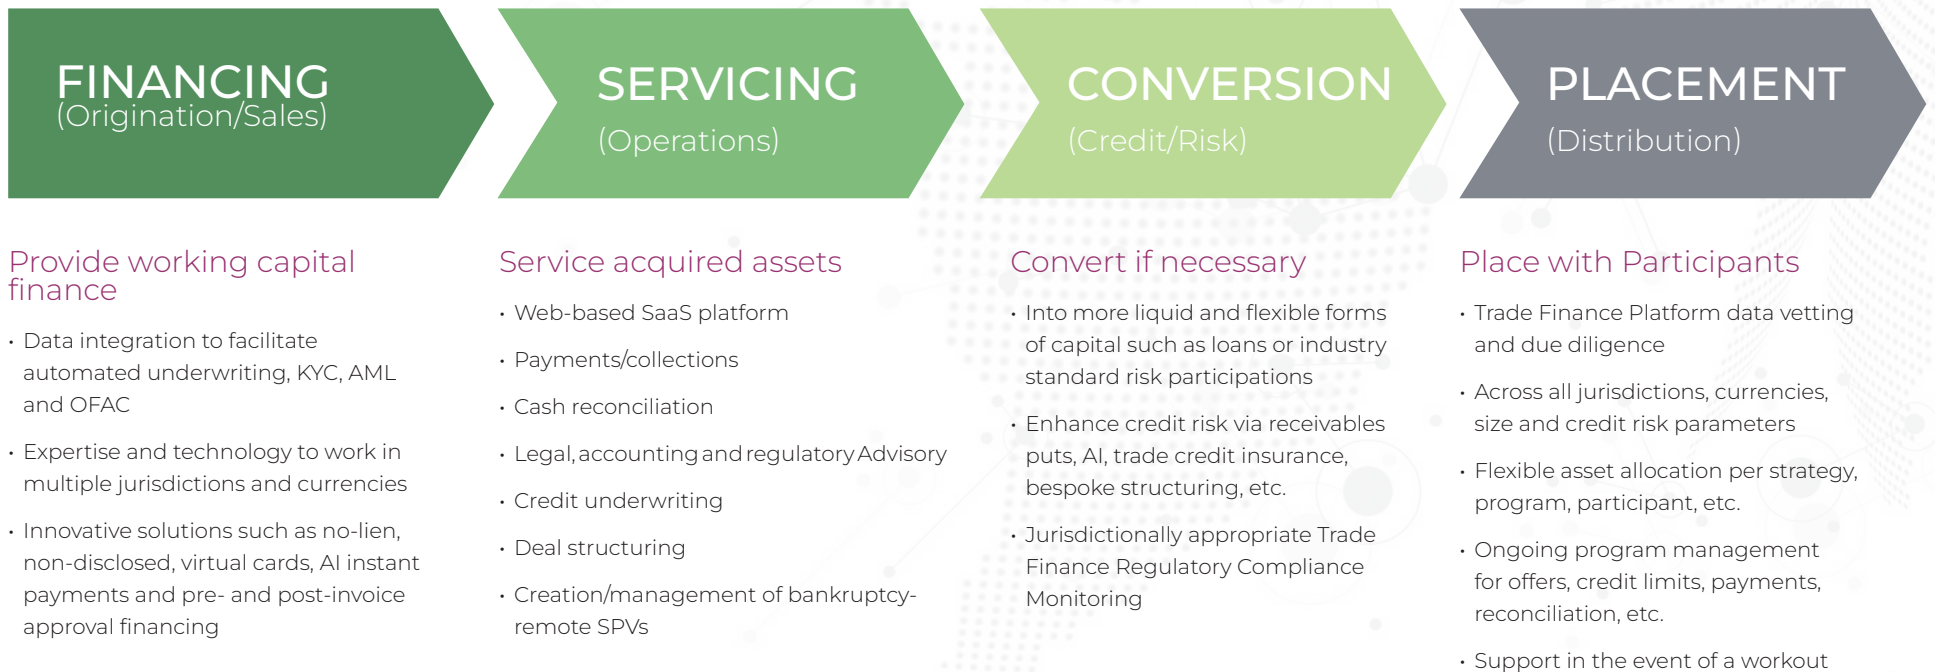 FINANCING
(Origination/Sales)
SERVICING
(Operations)
CONVERSION
(Credit/Risk)
PLACEMENT
(Distribution)
Provide working capital
finance
• Data integration to facilitate
automated underwriting, KYC, AML
and OFAC
• Expertise and technology to work in
multiple jurisdictions and currencies
• Innovative solutions such as no-lien,
non-disclosed, virtual cards, AI instant
payments and pre- and post-invoice
approval financing
Service acquired assets
• Web-based SaaS platform
• Payments/collections
• Cash reconciliation
• Legal, accounting and regulatory Advisory
• Credit underwriting
• Deal structuring
• Creation/management of bankruptcy-
remote SPVs
Convert if necessary
• Into more liquid and flexible forms
of capital such as loans or industry
standard risk participations
• Enhance credit risk via receivables
puts, AI, trade credit insurance,
bespoke structuring, etc.
• Jurisdictionally appropriate Trade
Finance Regulatory Compliance
Monitoring
Place with Participants
• Trade Finance Platform data vetting
and due diligence
• Across all jurisdictions, currencies,
size and credit risk parameters
• Flexible asset allocation per strategy,
program, participant, etc.
• Ongoing program management
for offers, credit limits, payments,
reconciliation, etc.
• Support in the event of a workout